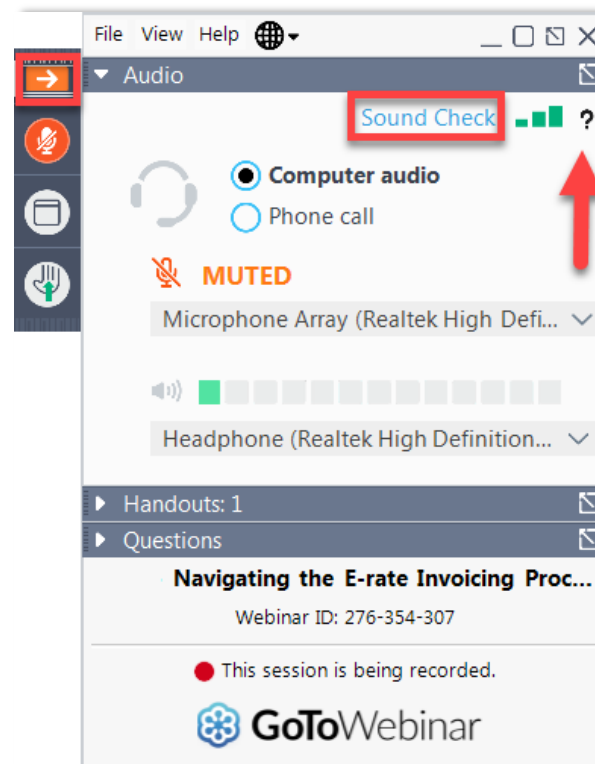 File View Help
Audio
Sound Check ?
Computer audio
Phone call
MUTED
Microphone Array (Realtek High Defi...
Headphone (Realtek High Definition...
Handouts: 1
Questions
Navigating the E-rate Invoicing Proc...
Webinar ID: 276-354-307
This session is being recorded.
GoToWebinar